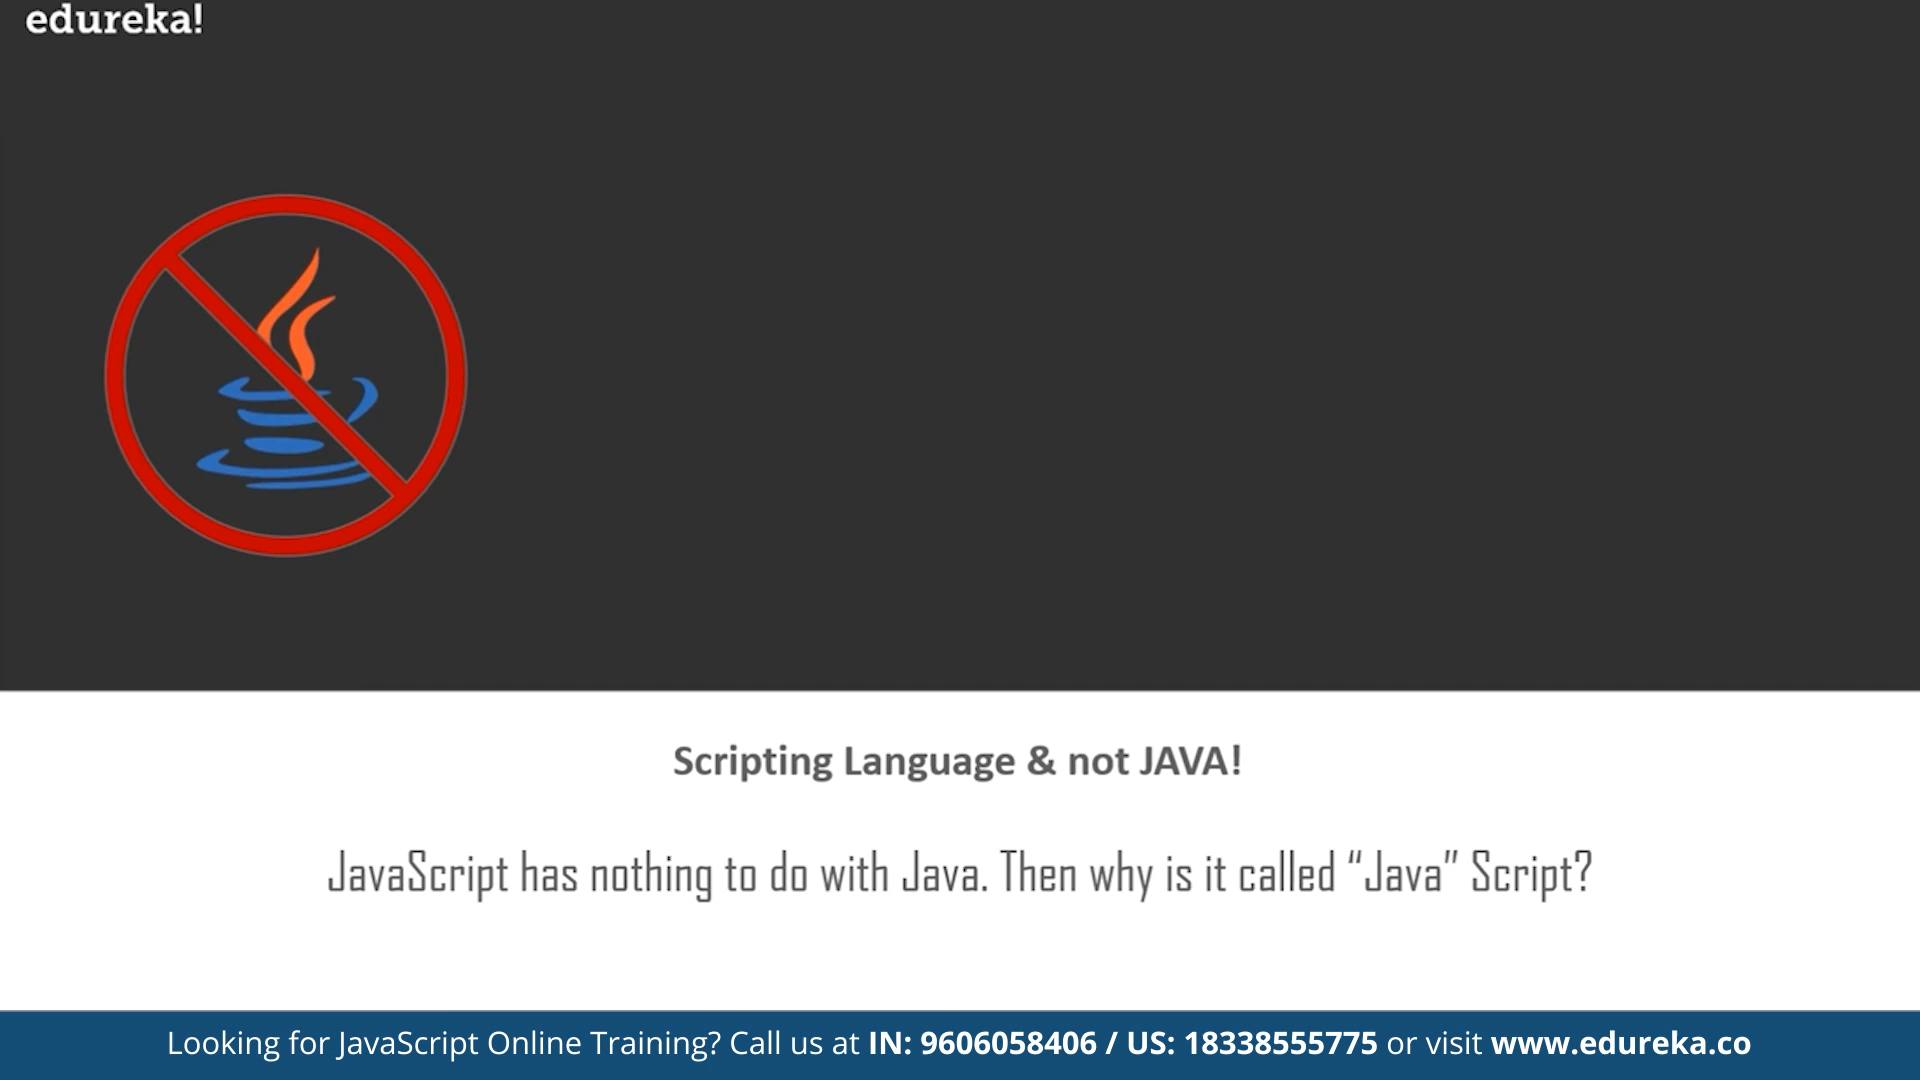 edureka!
Scripting Language & not JAVA!
JavaScript has nothing to do with Java. Then why is it called “Java” Script?
Looking for JavaScript Online Training? Call us at IN: 9606058406 / US: 18338555775 or visit www.edureka.co